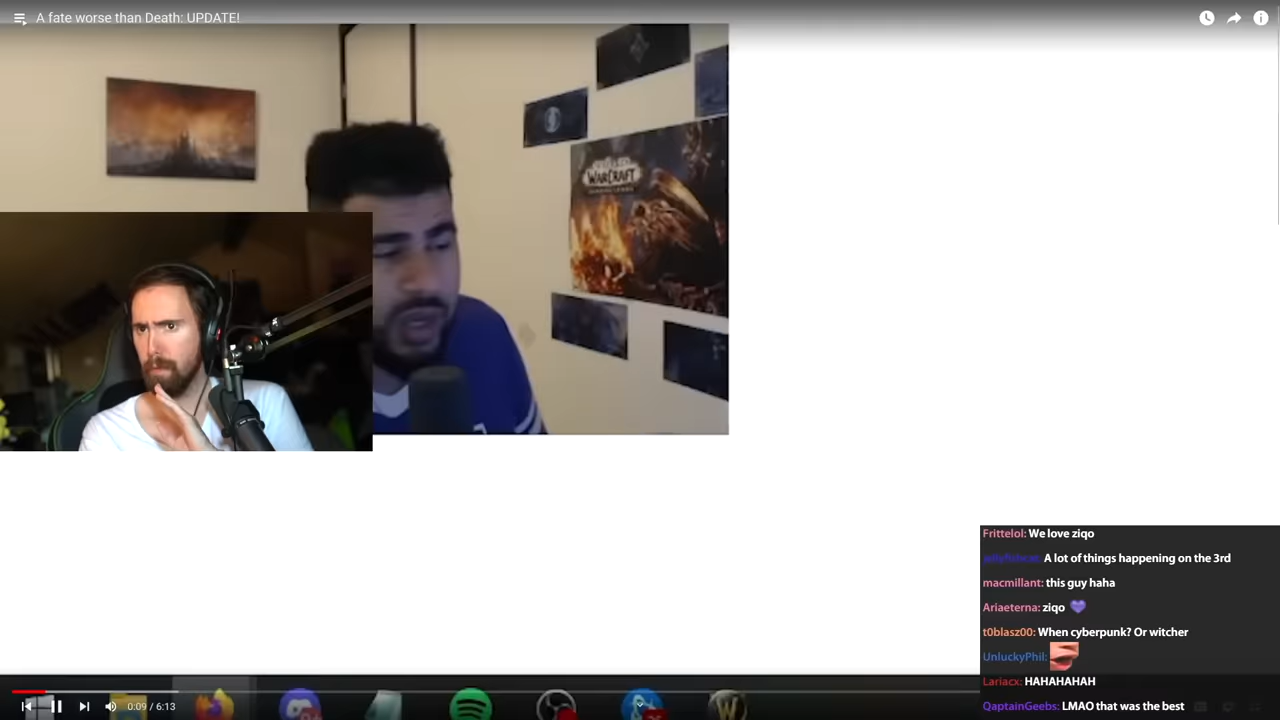 A fate worse than Death: UPDATE!
WARCRAFT
Frittelol: We love ziqo
A lot of things happening on the 3rd
macmillant: this guy haha
Ariaeterna: ziqo
t0blasz00: When cyberpunk? Or witcher
UnluckyPhil:
Lariacx: HAHAHAHAH
QaptainGeebs: LMAO that was the best
0:09 / 6:13